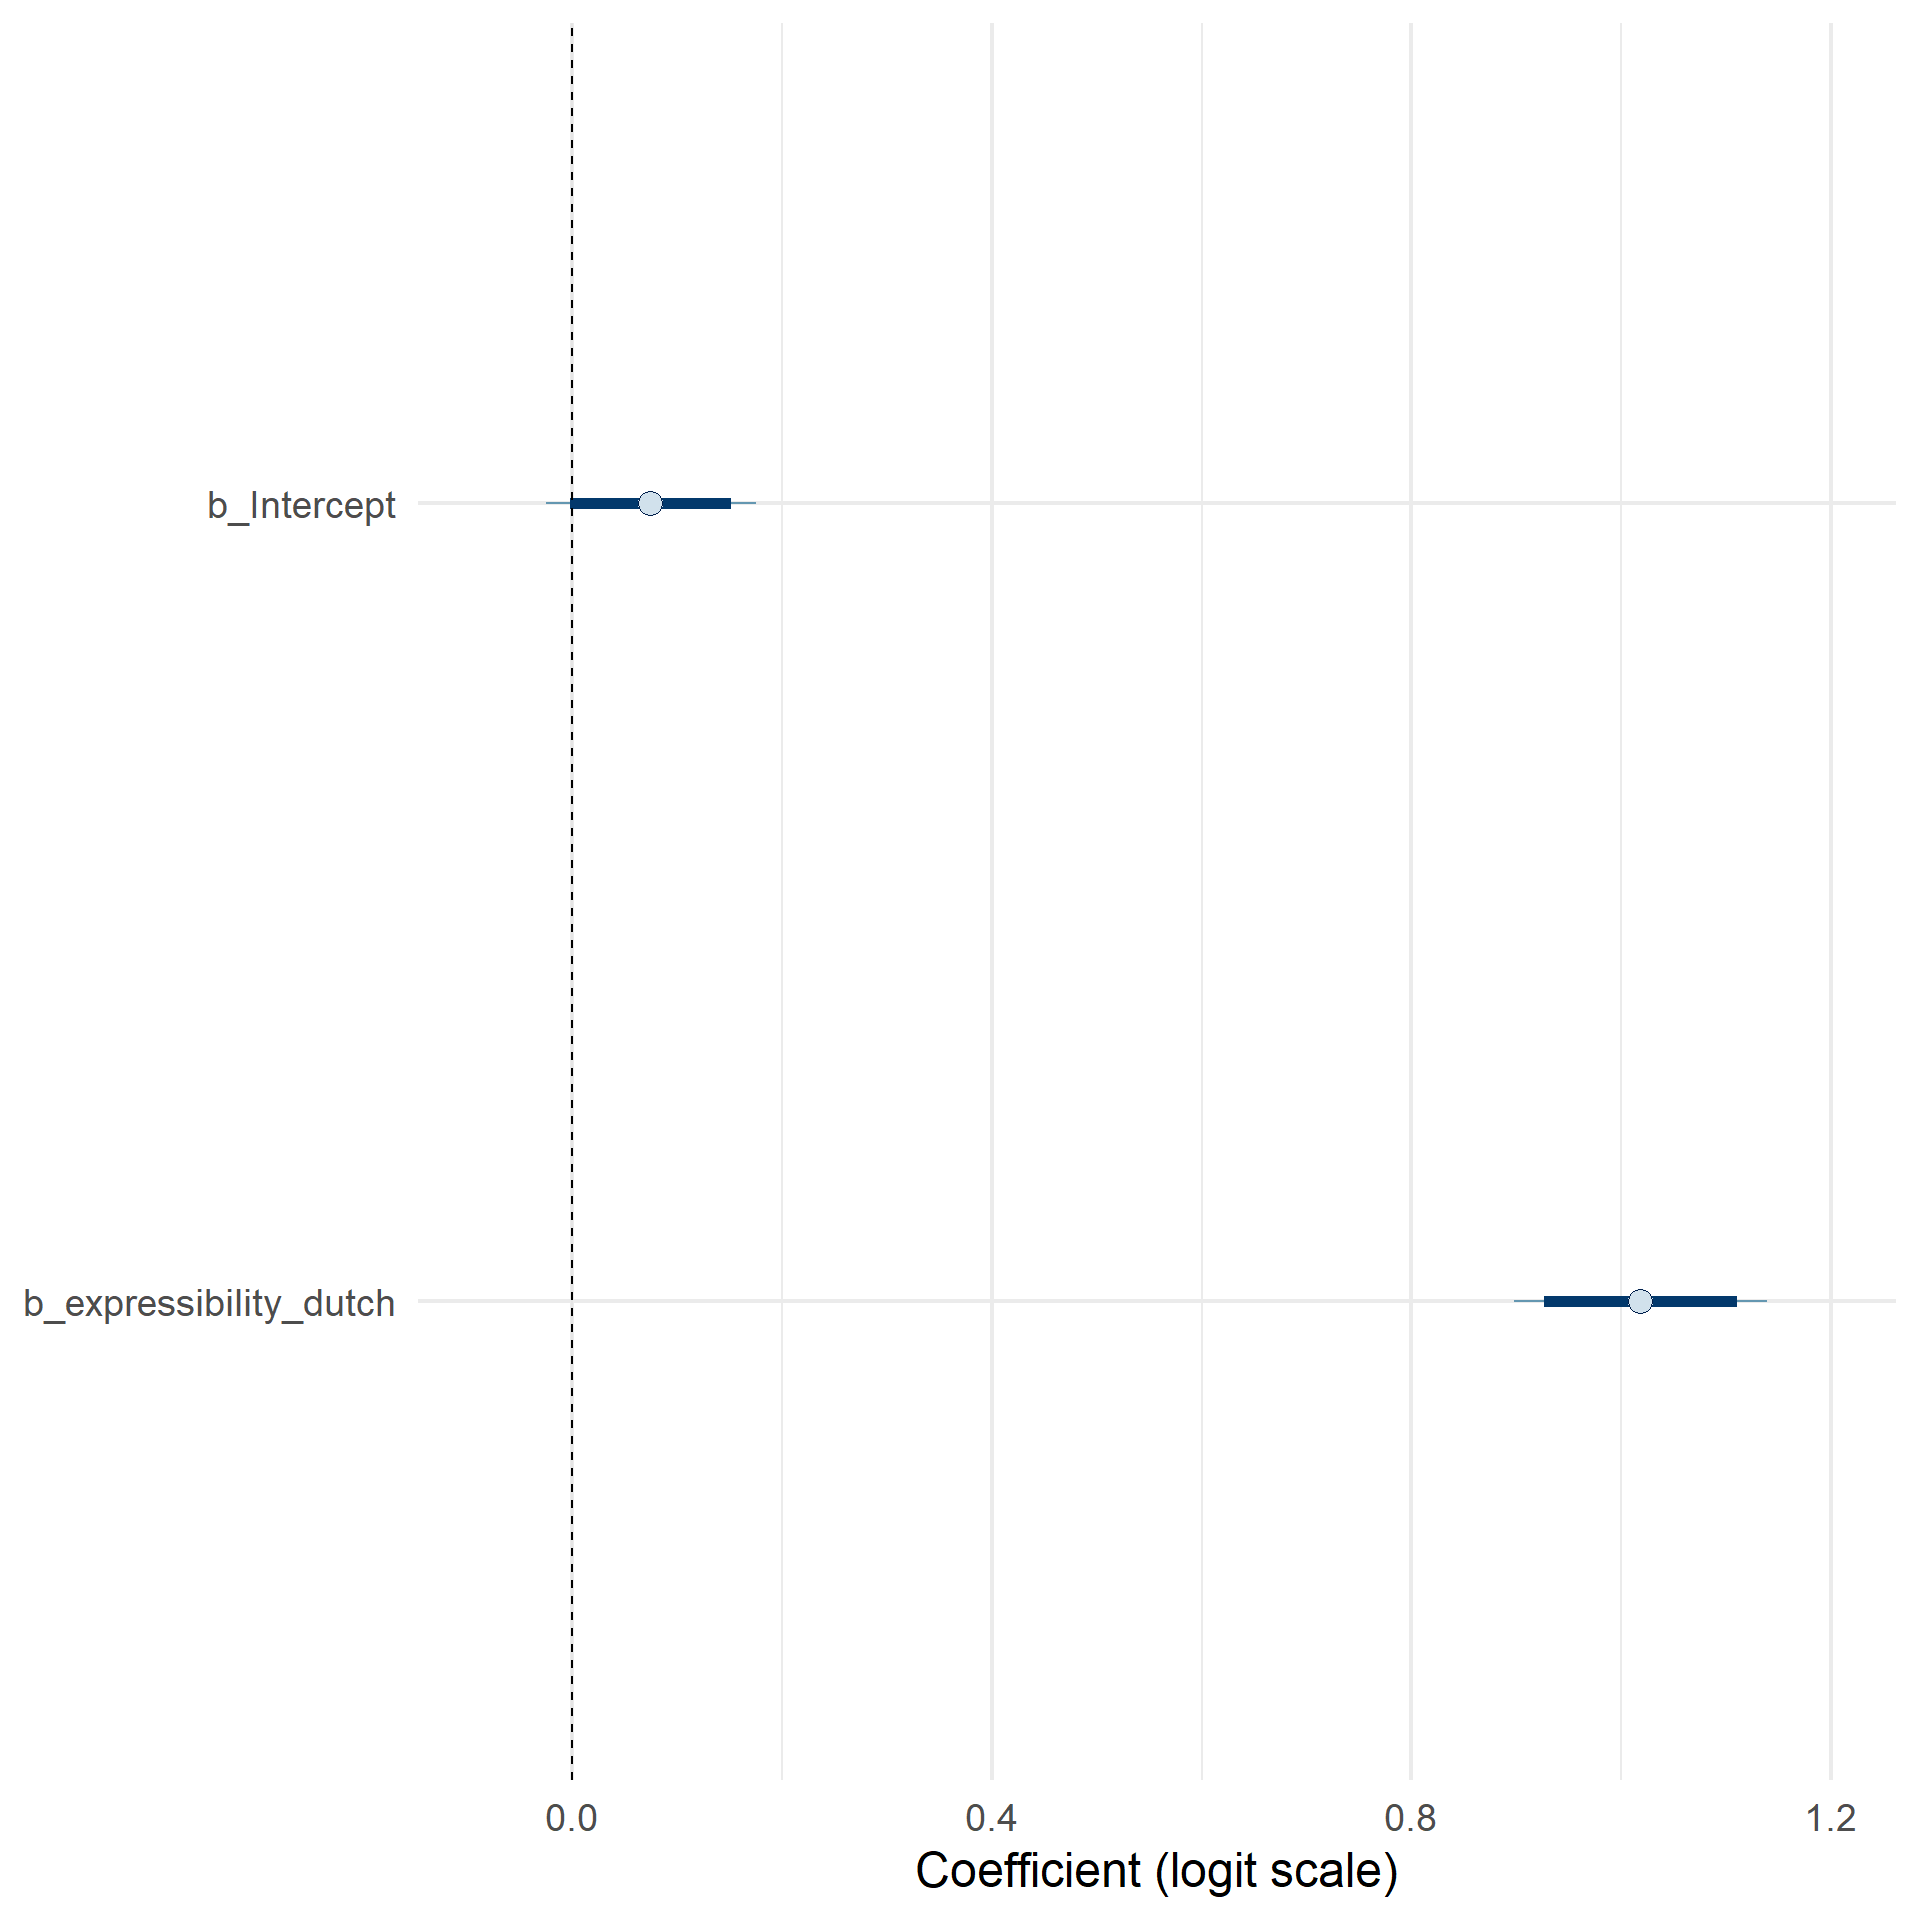 b_Intercept
b_expressibility_dutch
0.0 0.4 0.8 1.2
Coefficient (logit scale)